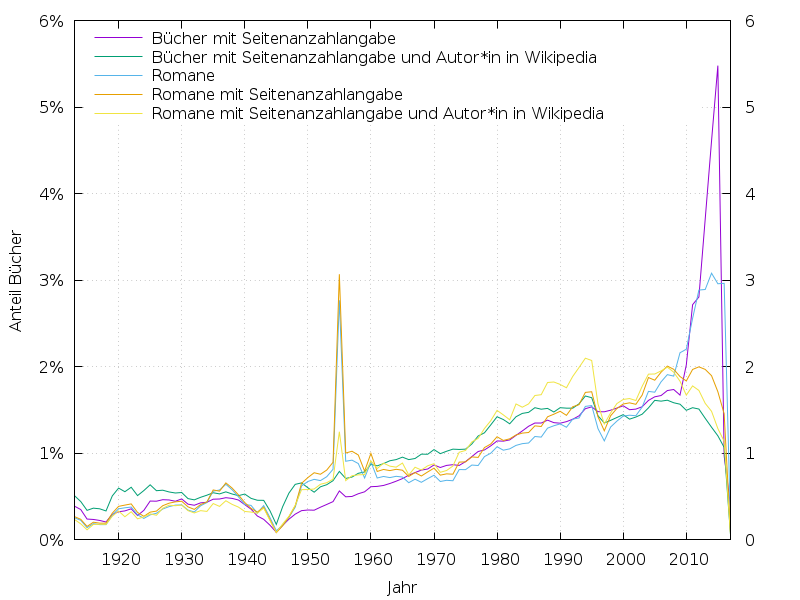 6%
6
Bücher mit Seitenanzahlangabe
Bücher mit Seitenanzahlangabe und Autor*in in Wikipedia
Romane
Romane mit Seitenanzahlangabe
Romane mit Seitenanzahlangabe und Autor*in in Wikipedia
5%
5
4%
4
3%
3
2%
2
1%
1
0%
0
Anteil Bücher
1920 1930 1940 1950 1960 1970 1980 1990 2000 2010
Jahr